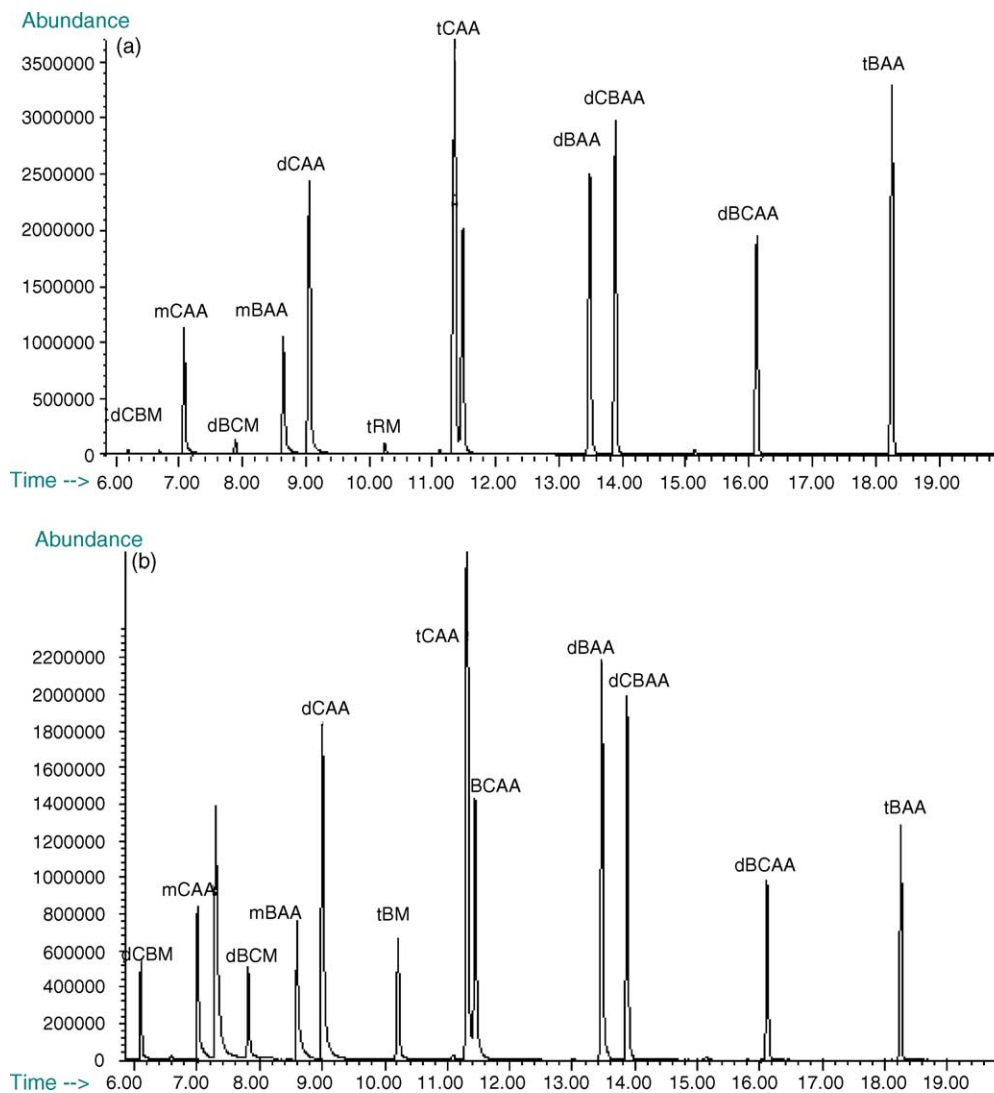 Abundance
(a)
tCAA
3500000
tBAA
3000000
dCBAA
dBAA
2500000
dCAA
dBCAA
2000000
1500000
mCAA
mBAA
1000000
500000
dCBM
dBCM
tRM
0
Time --> 6.00 7.00 8.00 9.00 10.00 11.00 12.00 13.00 14.00 15.00 16.00 17.00 18.00 19.00
Abundance
(b)
tCAA
dBAA
2200000
dCBAA
2000000
dCAA
1800000
1600000
BCAA
1400000
tBAA
1200000
dBCAA
1000000
mCAA
mBAA
tBM
800000
600000
dCBM
dBCM
400000
200000
0
Time --> 6.00 7.00 8.00 9.00 10.00 11.00 12.00 13.00 14.00 15.00 16.00 17.00 18.00 19.00